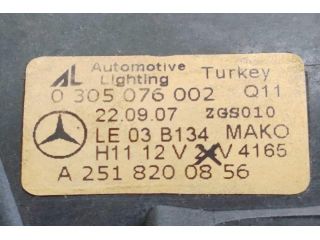 AL Automotive Lighting Turkey
0 305 076 002 Q11
22.09.07 ZGS010
LE 03 B134 MAKO
H11 12 V V 4165
A 251 820 08 56